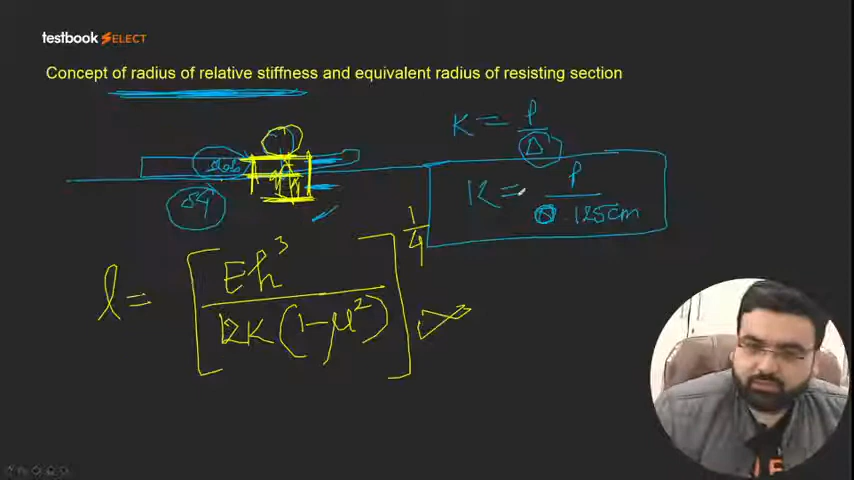 testbook SELECT
Concept of radius of relative stiffness and equivalent radius of resisting section
K = P / Δ
slab
SG
K = P / 0.125cm
l = [Eh³ / 12K(1-μ²)]^1/4